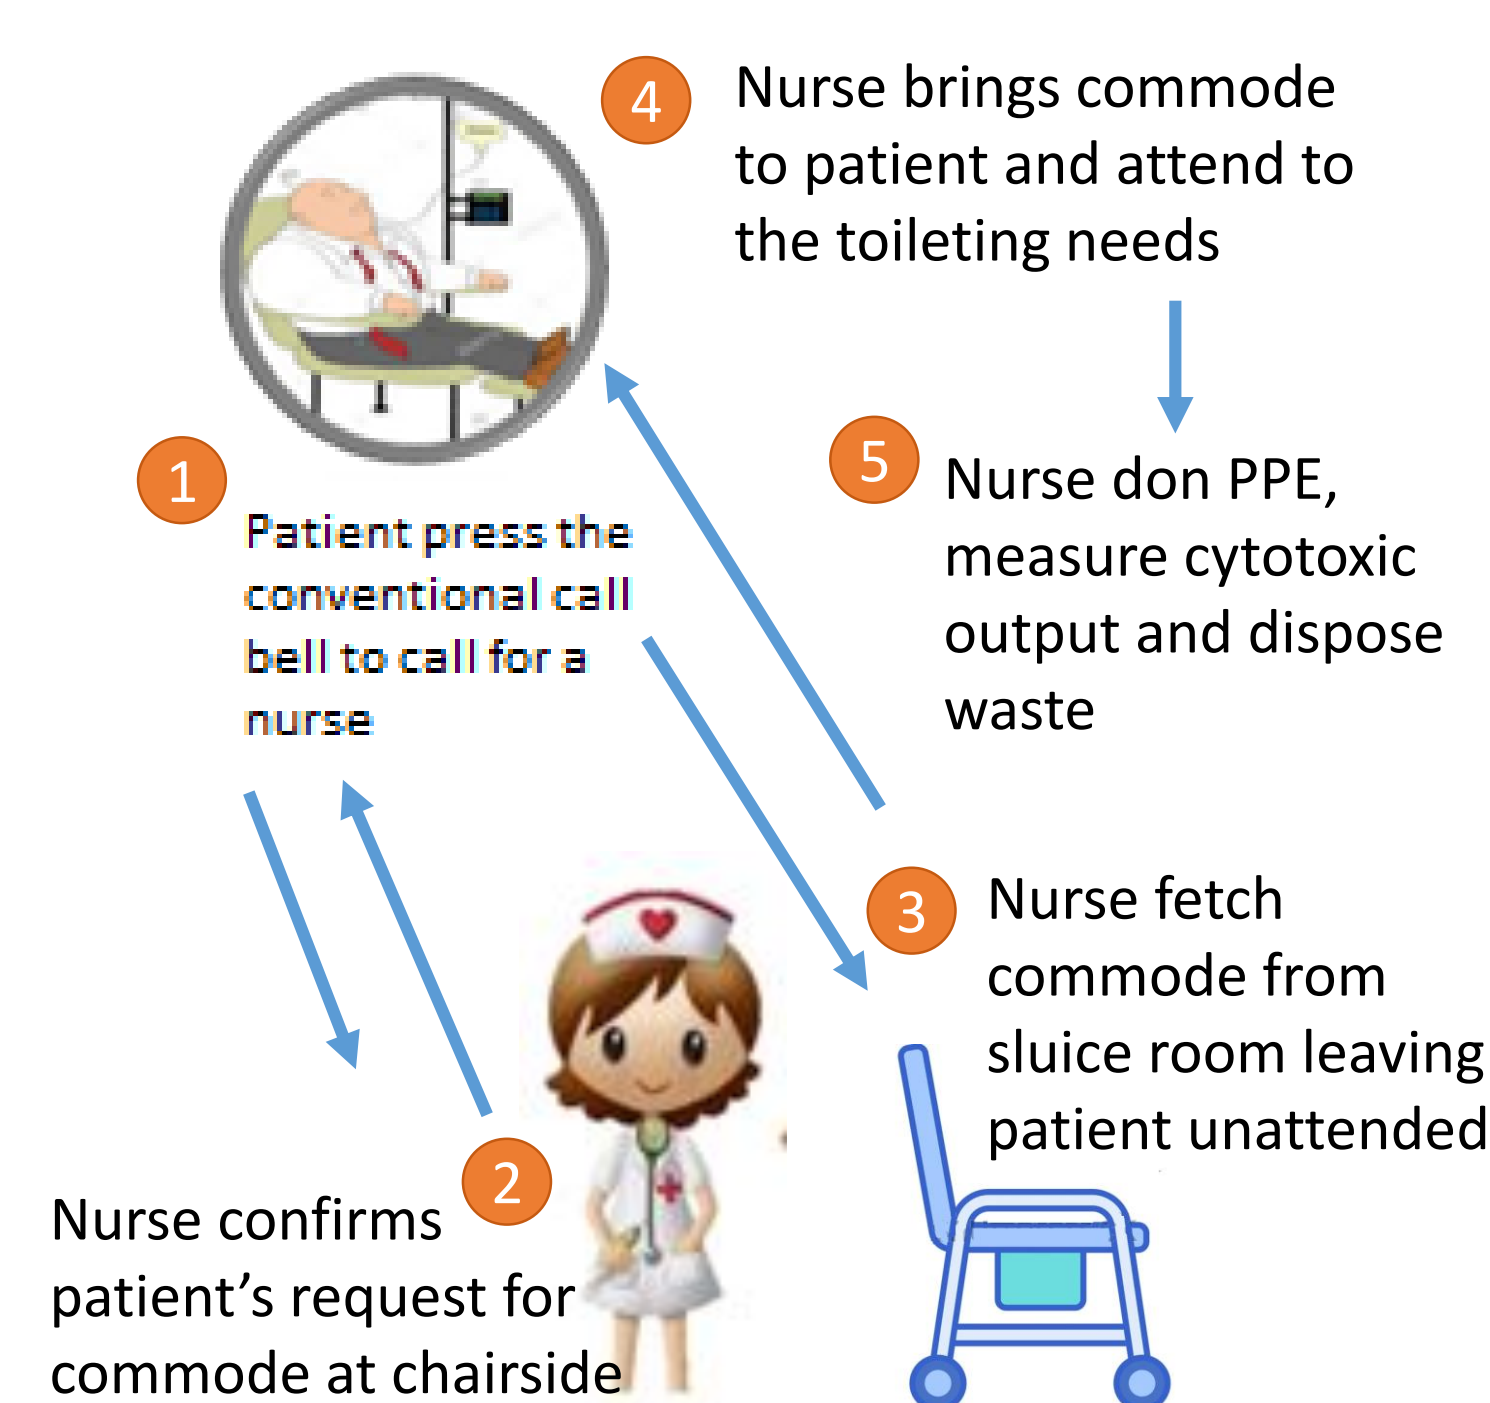 1
Patient press the
conventional call
bell to call for a
nurse
2
Nurse confirms
patient’s request for
commode at chairside
3
Nurse fetch
commode from
sluice room leaving
patient unattended
4
Nurse brings commode
to patient and attend to
the toileting needs
5
Nurse don PPE,
measure cytotoxic
output and dispose
waste